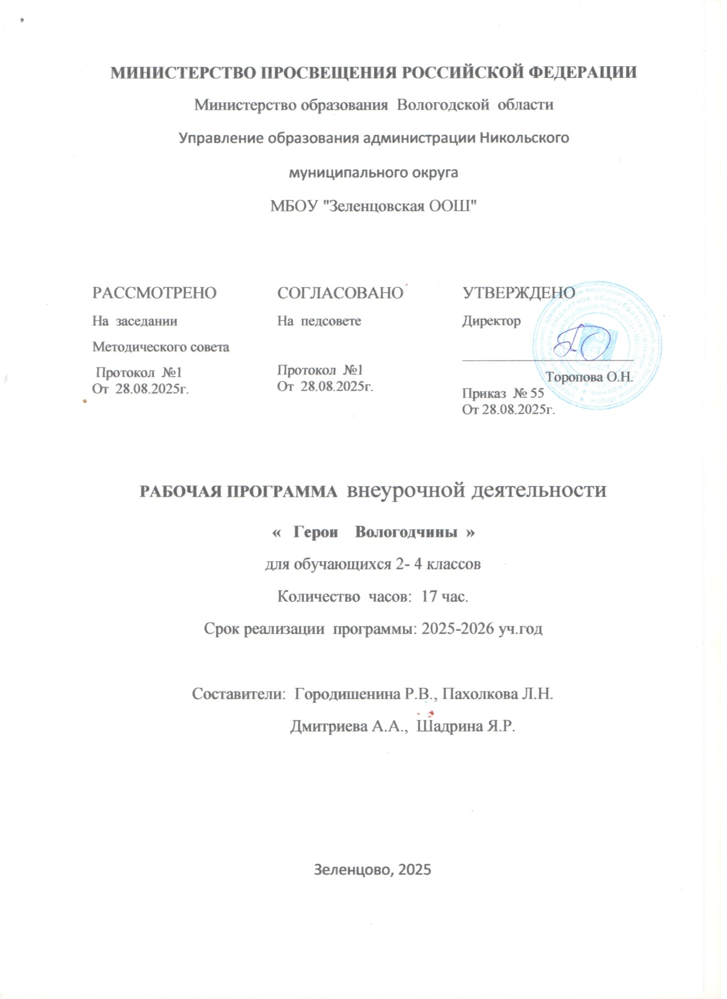 МИНИСТЕРСТВО ПРОСВЕЩЕНИЯ РОССИЙСКОЙ ФЕДЕРАЦИИ
Министерство образования Вологодской области
Управление образования администрации Никольского
муниципального округа
МБОУ "Зеленцовская ООШ"
РАССМОТРЕНО
На заседании
Методического совета
Протокол №1
От 28.08.2025г.
СОГЛАСОВАНО
На педсовете
Протокол №1
От 28.08.2025г.
УТВЕРЖДЕНО
Директор
Торопова О.Н.
Приказ № 55
От 28.08.2025г.
РАБОЧАЯ ПРОГРАММА внеурочной деятельности
« Герои Вологодчины »
для обучающихся 2- 4 классов
Количество часов: 17 час.
Срок реализации программы: 2025-2026 уч.год
Составители: Городишенина Р.В., Пахолкова Л.Н.
Дмитриева А.А., Шадрина Я.Р.
Зеленцово, 2025